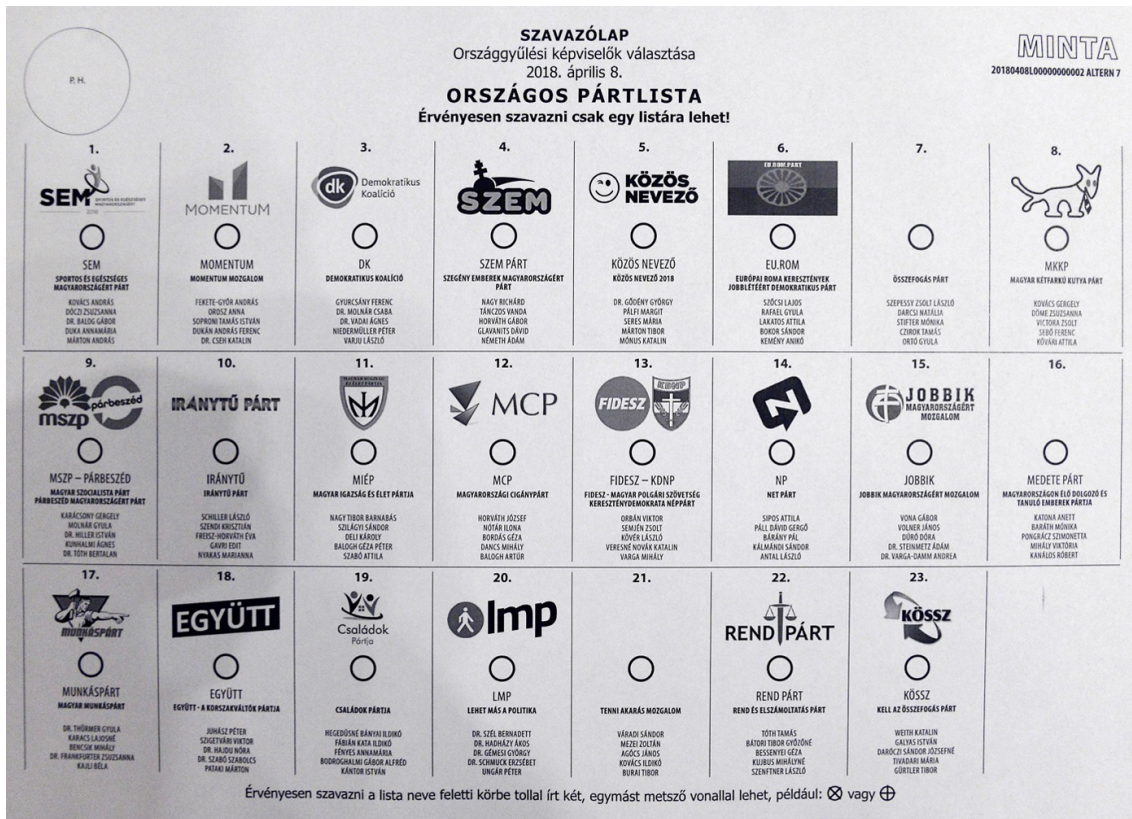 P. H.
SZAVAZÓLAP
Országgyűlési képviselők választása
2018. április 8.
ORSZÁGOS PÁRTLISTA
Érvényesen szavazni csak egy listára lehet!
MINTA
20180408L00000000002 ALTERN 7
1.
SEM
SEM
SPORTOS ÉS EGÉSZSÉGES
MAGYARORSZÁGÉRT PÁRT
KOVÁCS ANDRÁS
DÓCZI ZSUZSANNA
DR. BALOG GÁBOR
DUKA ANNAMÁRIA
MÁRTON ANDRÁS
2.
MOMENTUM
MOMENTUM
MOMENTUM MOZGALOM
FEKETE-GYŐR ANDRÁS
OROSZ ANNA
SOPRONI TAMÁS ISTVÁN
DUKÁN ANDRÁS FERENC
DR. CSEH KATALIN
3.
dk Demokratikus
Koalíció
DK
DEMOKRATIKUS KOALÍCIÓ
GYURCSÁNY FERENC
DR. MOLNÁR CSABA
DR. VADAI ÁGNES
NIEDERMÜLLER PÉTER
VARJU LÁSZLÓ
4.
SZEM
SZEM PÁRT
SZEGÉNY EMBEREK MAGYARORSZÁGÉRT
PÁRT
NAGY RICHÁRD
TÁNCZOS VANDA
HORVÁTH GÁBOR
GLAVANITS DÁVID
NÉMETH ÁDÁM
5.
KÖZÖS
NEVEZŐ
KÖZÖS NEVEZŐ
KÖZÖS NEVEZŐ 2018
DR. GŐDÉNY GYÖRGY
PÁLFI MARGIT
SERES MÁRIA
MÁRTON TIBOR
MÓNUS KATALIN
6.
EU.ROM.PART
EU.ROM
EURÓPAI ROMA KERESZTÉNYEK
JOBBLÉTÉÉRT DEMOKRATIKUS PÁRT
SZÓCSI LAJOS
RAFAEL GYULA
LAKATOS ATTILA
BOKOR SÁNDOR
KEMÉNY ANIKÓ
7.
ÖSSZEFOGÁS PÁRT
SZEPESSY ZSOLT LÁSZLÓ
DARCSI NATÁLIA
STIFTER MÓNIKA
CZIROK TAMÁS
ORTÓ GYULA
8.
MKKP
MAGYAR KÉTFARKÚ KUTYA PÁRT
KOVÁCS GERGELY
DÖME ZSUZSANNA
VICTORA ZSOLT
SEBŐ FERENC
KŐVÁRI ATTILA
9.
mszp párbeszéd
MSZP – PÁRBESZÉD
MAGYAR SZOCIALISTA PÁRT
PÁRBESZÉD MAGYARORSZÁGÉRT PÁRT
KARÁCSONY GERGELY
MOLNÁR GYULA
DR. HILLER ISTVÁN
KUNHALMI ÁGNES
DR. TÓTH BERTALAN
10.
IRÁNYTŰ PÁRT
IRÁNYTŰ
IRÁNYTŰ PÁRT
SCHILLER LÁSZLÓ
SZENDI KRISZTIÁN
FREISZ-HORVÁTH ÉVA
GAVRI EDIT
NYAKAS MARIANNA
11.
MIÉP
MAGYAR IGAZSÁG ÉS ÉLET PÁRTJA
NAGY TIBOR BARNABÁS
SZILÁGYI SÁNDOR
DELI KÁROLY
BALOGH GÉZA PÉTER
SZABÓ ATTILA
12.
MCP
MCP
MAGYARORSZÁGI CIGÁNYPÁRT
HORVÁTH JÓZSEF
NÓTÁR ILONA
BORDÁS GÉZA
DANCS MIHÁLY
BALOGH ARTÚR
13.
FIDESZ KDNP
FIDESZ – KDNP
FIDESZ - MAGYAR POLGÁRI SZÖVETSÉG
KERESZTÉNYDEMOKRATA NÉPPÁRT
ORBÁN VIKTOR
SEMJÉN ZSOLT
KÖVÉR LÁSZLÓ
VERESNÉ NOVÁK KATALIN
VARGA MIHÁLY
14.
NP
NET PÁRT
SIPOS ATTILA
PÁLL DÁVID GERGŐ
BÁRÁNY PÁL
KÁLMÁNDI SÁNDOR
ANTAL LÁSZLÓ
15.
JOBBIK
MAGYARORSZÁGÉRT
MOZGALOM
JOBBIK
JOBBIK MAGYARORSZÁGÉRT MOZGALOM
VONA GÁBOR
VOLNER JÁNOS
DÚRÓ DÓRA
DR. STEINMETZ ÁDÁM
DR. VARGA-DAMM ANDREA
16.
MEDETE PÁRT
MAGYARORSZÁGON ÉLŐ DOLGOZÓ ÉS
TANULÓ EMBEREK PÁRTJA
KATONA ANETT
BARÁTH MÓNIKA
PONGRÁCZ SZIMONETTA
MIHÁLY VIKTÓRIA
KANÁLOS RÓBERT
17.
MUNKÁSPÁRT
MUNKÁSPÁRT
MAGYAR MUNKÁSPÁRT
DR. THÜRMER GYULA
KARACS LAJOSNÉ
BENCSIK MIHÁLY
DR. FRANKFURTER ZSUZSANNA
KAJLI BÉLA
18.
EGYÜTT
EGYÜTT
EGYÜTT - A KORSZAKVÁLTÓK PÁRTJA
JUHÁSZ PÉTER
SZIGETVÁRI VIKTOR
DR. HAJDU NÓRA
DR. SZABÓ SZABOLCS
PATAKI MÁRTON
19.
Családok
Pártja
CSALÁDOK PÁRTJA
HEGEDŰSNÉ BÁNYAI ILDIKÓ
FÁBIÁN KATA ILDIKÓ
FÉNYES ANNAMÁRIA
BODROGHALMI GÁBOR ALFRÉD
KÁNTOR ISTVÁN
20.
lmp
LMP
LEHET MÁS A POLITIKA
DR. SZÉL BERNADETT
DR. HADHÁZY ÁKOS
DR. GÉMESI GYÖRGY
DR. SCHMUCK ERZSÉBET
UNGÁR PÉTER
21.
TENNI AKARÁS MOZGALOM
VÁRADI SÁNDOR
MEZEI ZOLTÁN
AGÓCS JÁNOS
KOVÁCS ILDIKÓ
BURAI TIBOR
22.
REND PÁRT
REND PÁRT
REND ÉS ELSZÁMOLTATÁS PÁRT
TÓTH TAMÁS
BÁTORI TIBOR GYŐZŐNÉ
BESSENYEI GÉZA
KUJBUS MIHÁLYNÉ
SZENFTNER LÁSZLÓ
23.
KÖSSZ
KÖSSZ
KELL AZ ÖSSZEFOGÁS PÁRT
WEITH KATALIN
GALYAS ISTVÁN
DARÓCZI SÁNDOR JÓZSEFNÉ
TIVADARI MÁRIA
GÜRTLER TIBOR
Érvényesen szavazni a lista neve feletti körbe tollal írt két, egymást metsző vonallal lehet, például: ⊗ vagy ⊕